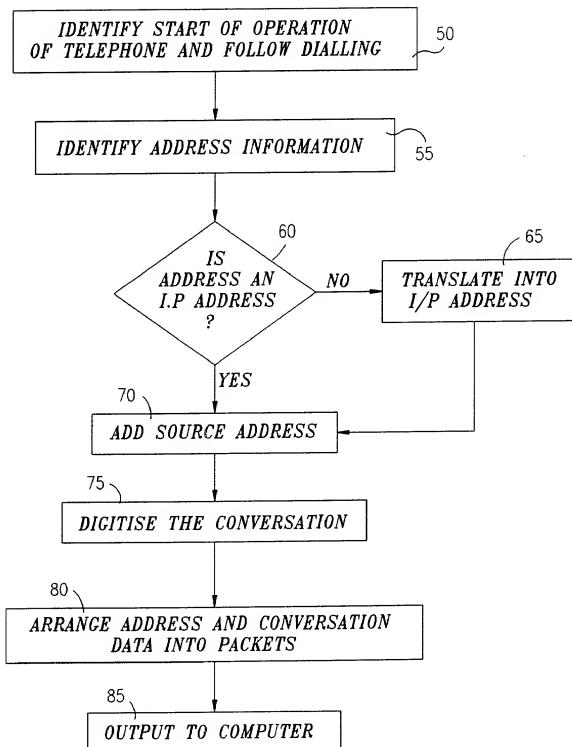 IDENTIFY START OF OPERATION
OF TELEPHONE AND FOLLOW DIALLING
50
IDENTIFY ADDRESS INFORMATION
55
60
IS
ADDRESS AN
I.P ADDRESS
?
NO
65
TRANSLATE INTO
I/P ADDRESS
YES
70
ADD SOURCE ADDRESS
75
DIGITISE THE CONVERSATION
80
ARRANGE ADDRESS AND CONVERSATION
DATA INTO PACKETS
85
OUTPUT TO COMPUTER